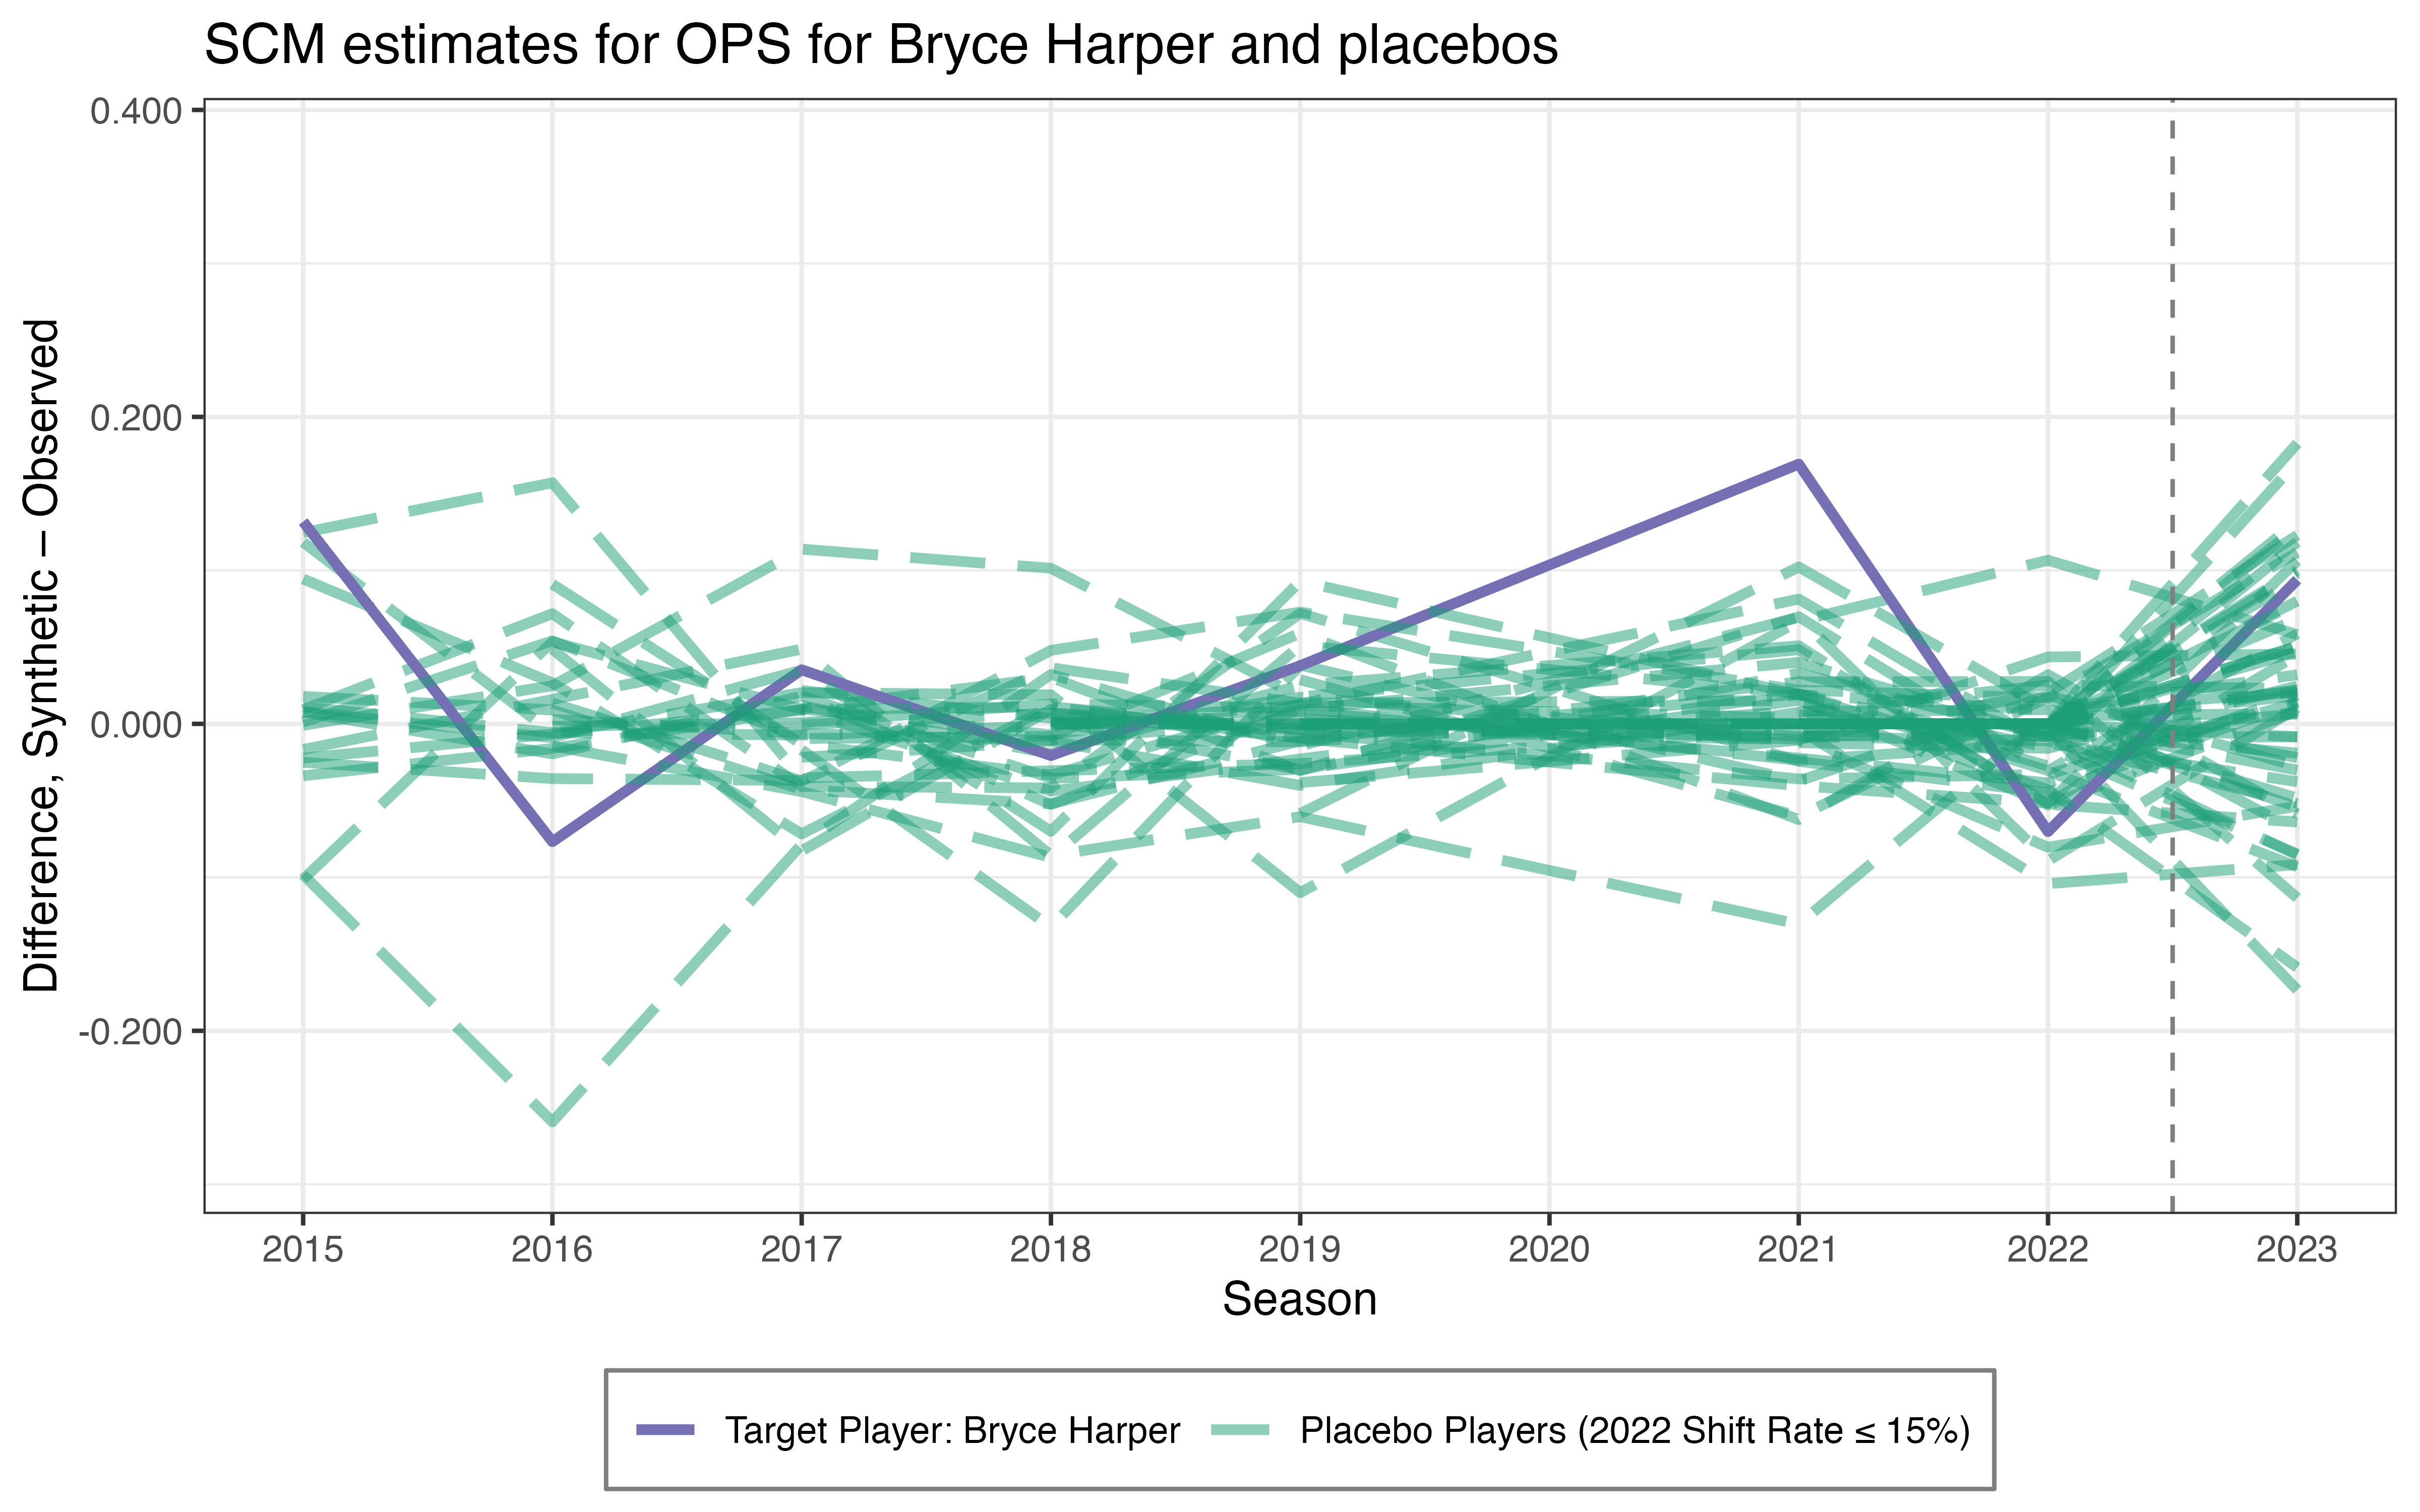 SCM estimates for OPS for Bryce Harper and placebos
Difference, Synthetic – Observed
0.400
0.200
0.000
-0.200
2015 2016 2017 2018 2019 2020 2021 2022 2023
Season
Target Player: Bryce Harper Placebo Players (2022 Shift Rate ≤ 15%)